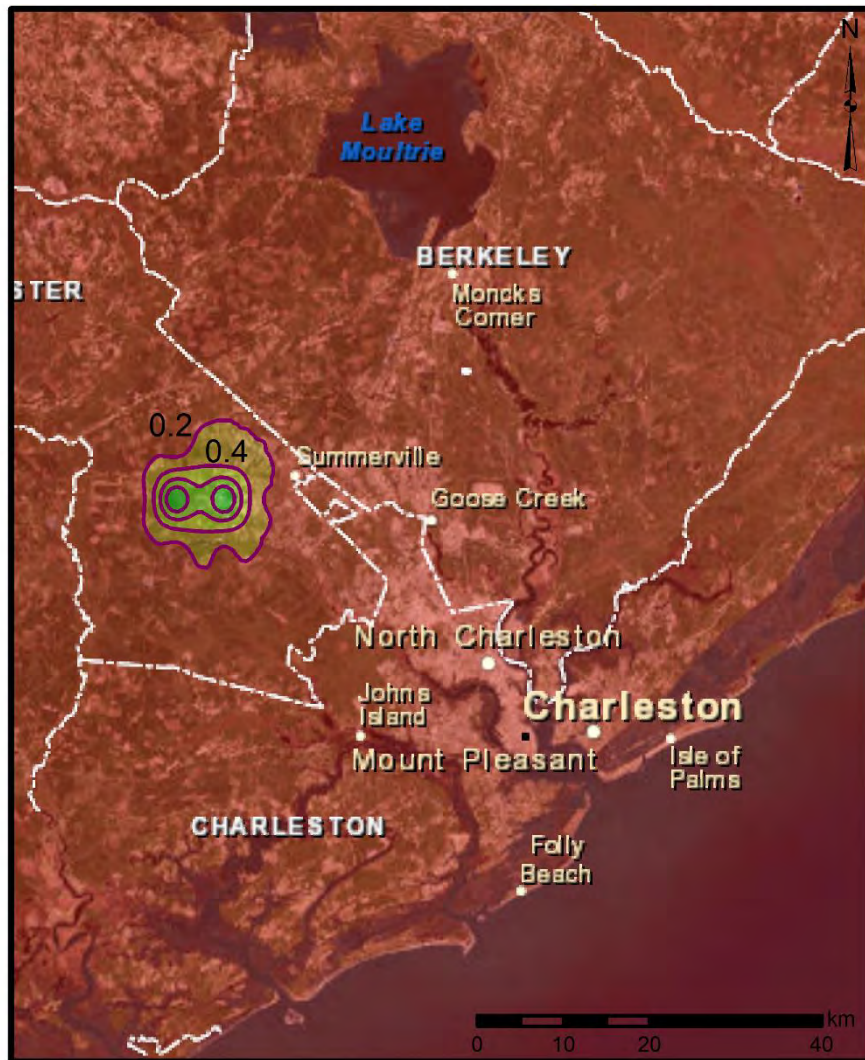 N
Lake
Moultrie
BERKELEY
STER
Moncks
Corner
0.2
0.4
Summerville
Goose Creek
North Charleston
Johns
Island
Charleston
Mount Pleasant
Isle of
Palms
CHARLESTON
Folly
Beach
km
0 10 20 40